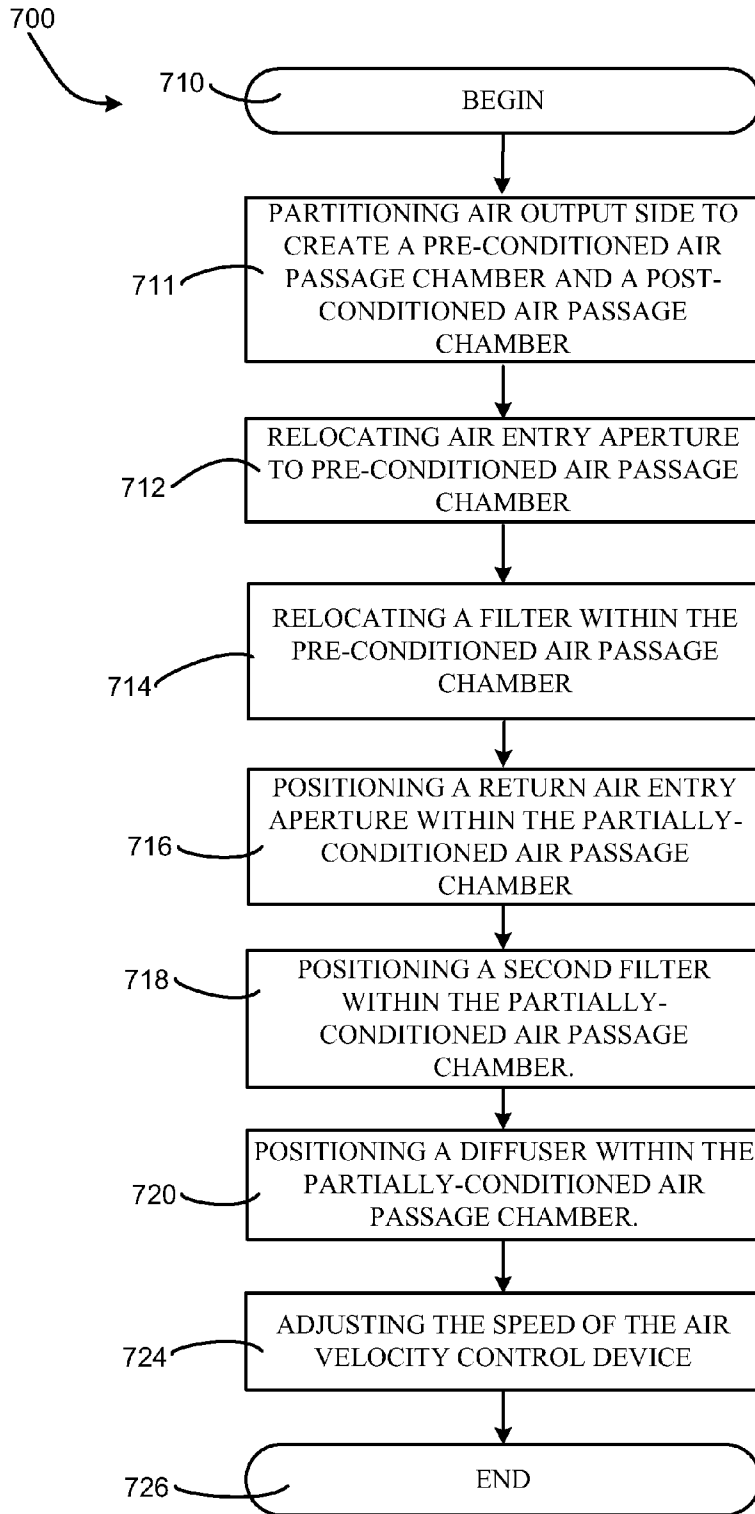 700
710
BEGIN
PARTITIONING AIR OUTPUT SIDE TO
CREATE A PRE-CONDITIONED AIR
PASSAGE CHAMBER AND A POST-
CONDITIONED AIR PASSAGE
CHAMBER
711
RELOCATING AIR ENTRY APERTURE
TO PRE-CONDITIONED AIR PASSAGE
CHAMBER
712
RELOCATING A FILTER WITHIN THE
PRE-CONDITIONED AIR PASSAGE
CHAMBER
714
POSITIONING A RETURN AIR ENTRY
APERTURE WITHIN THE PARTIALLY-
CONDITIONED AIR PASSAGE
CHAMBER
716
718
POSITIONING A SECOND FILTER
WITHIN THE PARTIALLY-
CONDITIONED AIR PASSAGE
CHAMBER.
POSITIONING A DIFFUSER WITHIN THE
PARTIALLY-CONDITIONED AIR
PASSAGE CHAMBER.
720
ADJUSTING THE SPEED OF THE AIR
VELOCITY CONTROL DEVICE
724
END
726